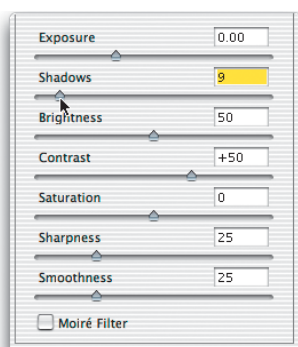 Exposure 0.00
Shadows 9
Brightness 50
Contrast +50
Saturation 0
Sharpness 25
Smoothness 25
Moiré Filter